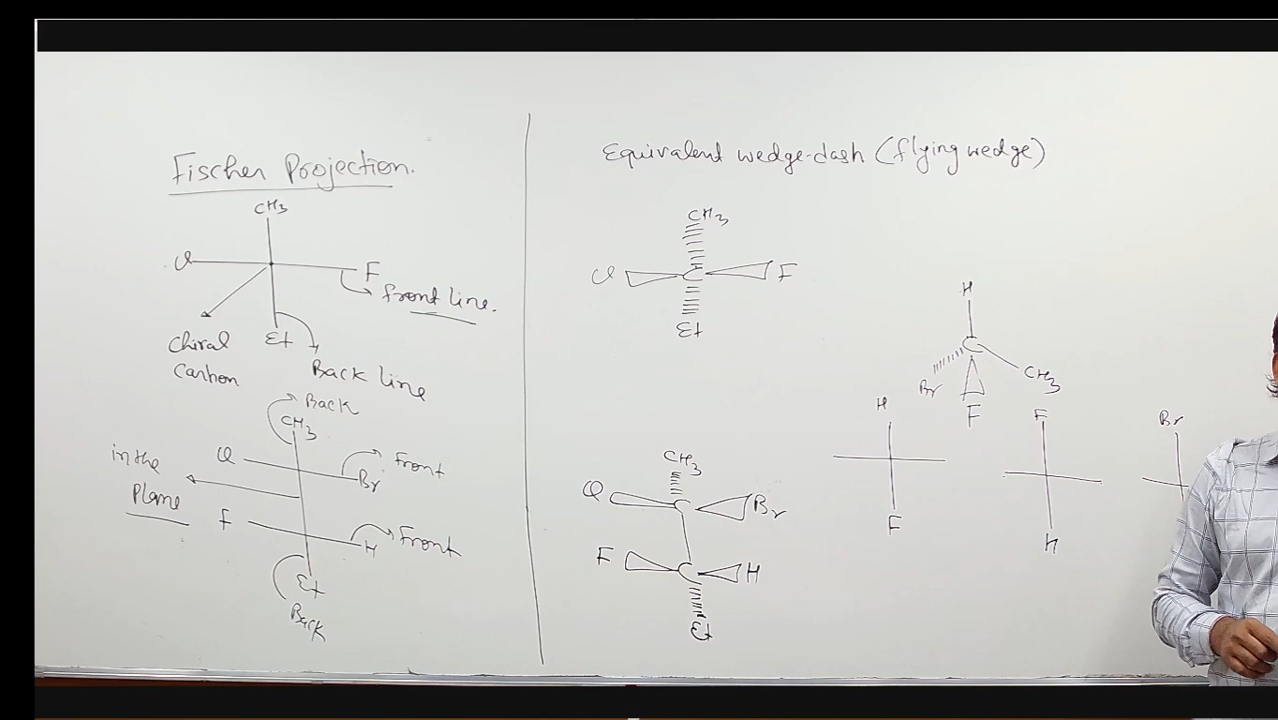 Fischer Projection.
CH3
Cl
F
front line.
chiral
carbon
Et
Back line
Back
CH3
in the
Plane
Cl
Front
Br
F
Front
H
Et
Back
Equivalent wedge-dash (flying wedge)
CH3
Cl
C
F
Et
CH3
Cl
C
Br
F
C
H
Et
H
C
Br
CH3
F
H
F
F
H
Br